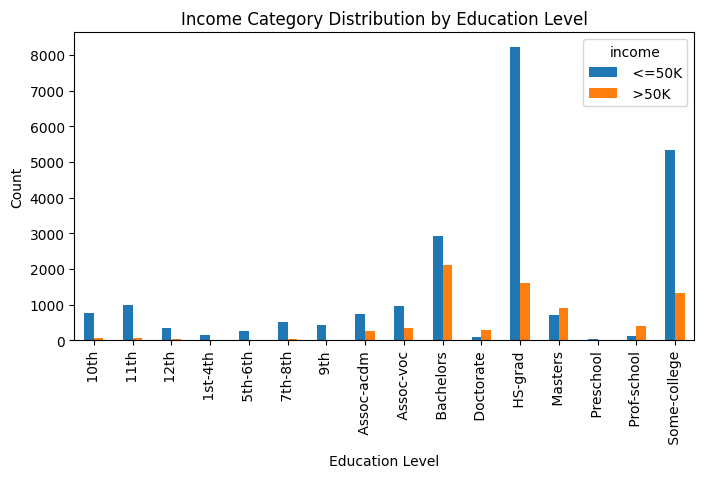 Income Category Distribution by Education Level
income
<=50K
>50K
Count
8000
7000
6000
5000
4000
3000
2000
1000
0
10th
11th
12th
1st-4th
5th-6th
7th-8th
9th
Assoc-acdm
Assoc-voc
Bachelors
Doctorate
HS-grad
Masters
Preschool
Prof-school
Some-college
Education Level